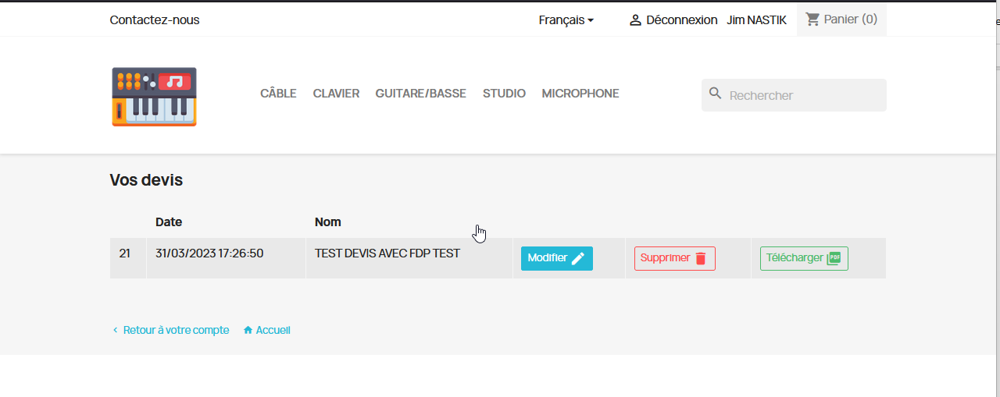 Contactez-nous Français Déconnexion Jim NASTIK Panier (0)
CÂBLE CLAVIER GUITARE/BASSE STUDIO MICROPHONE Rechercher
Vos devis
Date Nom
21 31/03/2023 17:26:50 TEST DEVIS AVEC FDP TEST Modifier Supprimer Télécharger PDF
Retour à votre compte Accueil